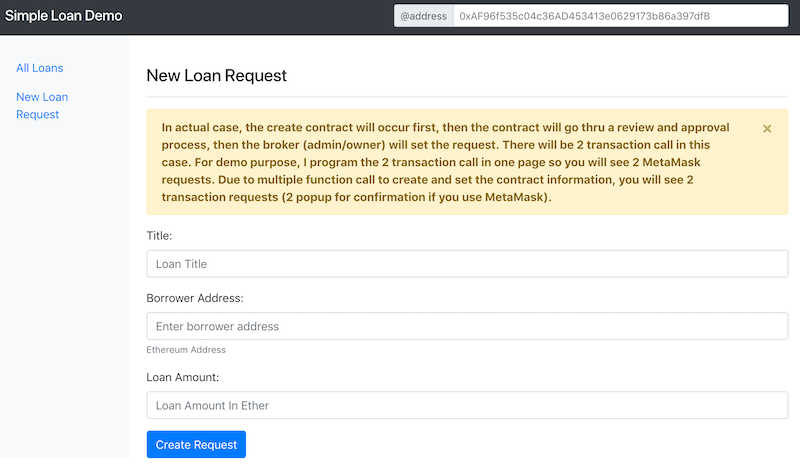 Simple Loan Demo
@address 0xAF96f535c04c36AD453413e0629173b86a397dfB
All Loans
New Loan
Request
New Loan Request
In actual case, the create contract will occur first, then the contract will go thru a review and approval
process, then the broker (admin/owner) will set the request. There will be 2 transaction call in this
case. For demo purpose, I program the 2 transaction call in one page so you will see 2 MetaMask
requests. Due to multiple function call to create and set the contract information, you will see 2
transaction requests (2 popup for confirmation if you use MetaMask).
×
Title:
Loan Title
Borrower Address:
Enter borrower address
Ethereum Address
Loan Amount:
Loan Amount In Ether
Create Request